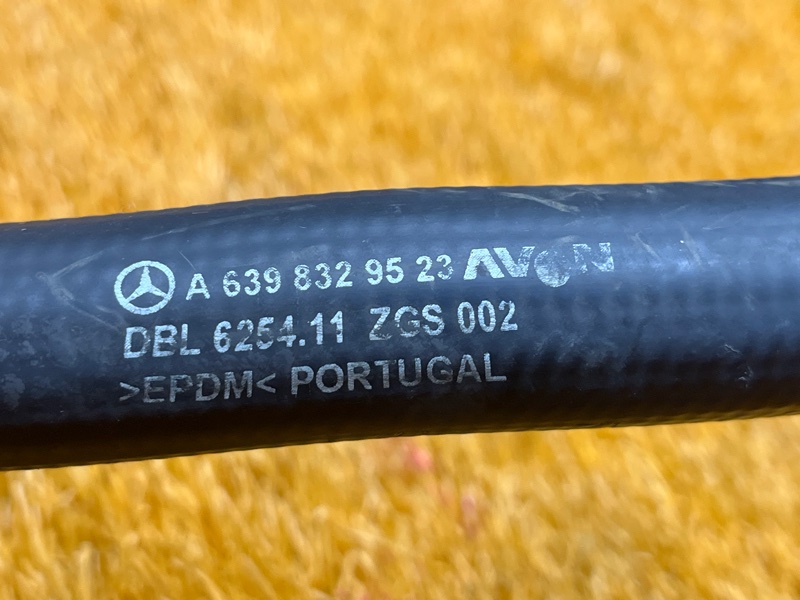 A 639 832 95 23 AVON
DBL 6254.11 ZGS 002
>EPDM< PORTUGAL